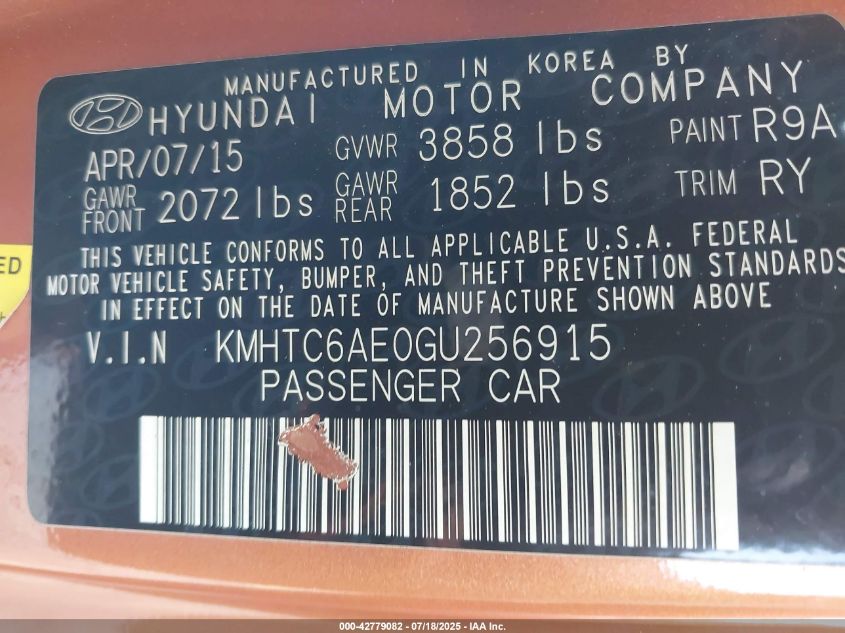 MANUFACTURED IN KOREA BY
HYUNDAI MOTOR COMPANY
APR/07/15 GVWR 3858 lbs PAINT R9A
GAWR FRONT 2072 lbs GAWR REAR 1852 lbs TRIM RY
THIS VEHICLE CONFORMS TO ALL APPLICABLE U.S.A. FEDERAL
MOTOR VEHICLE SAFETY, BUMPER, AND THEFT PREVENTION STANDARDS
IN EFFECT ON THE DATE OF MANUFACTURE SHOWN ABOVE
V.I.N KMHTC6AE0GU256915
PASSENGER CAR
ED
000-42779082 - 07/18/2025 - IAA Inc.